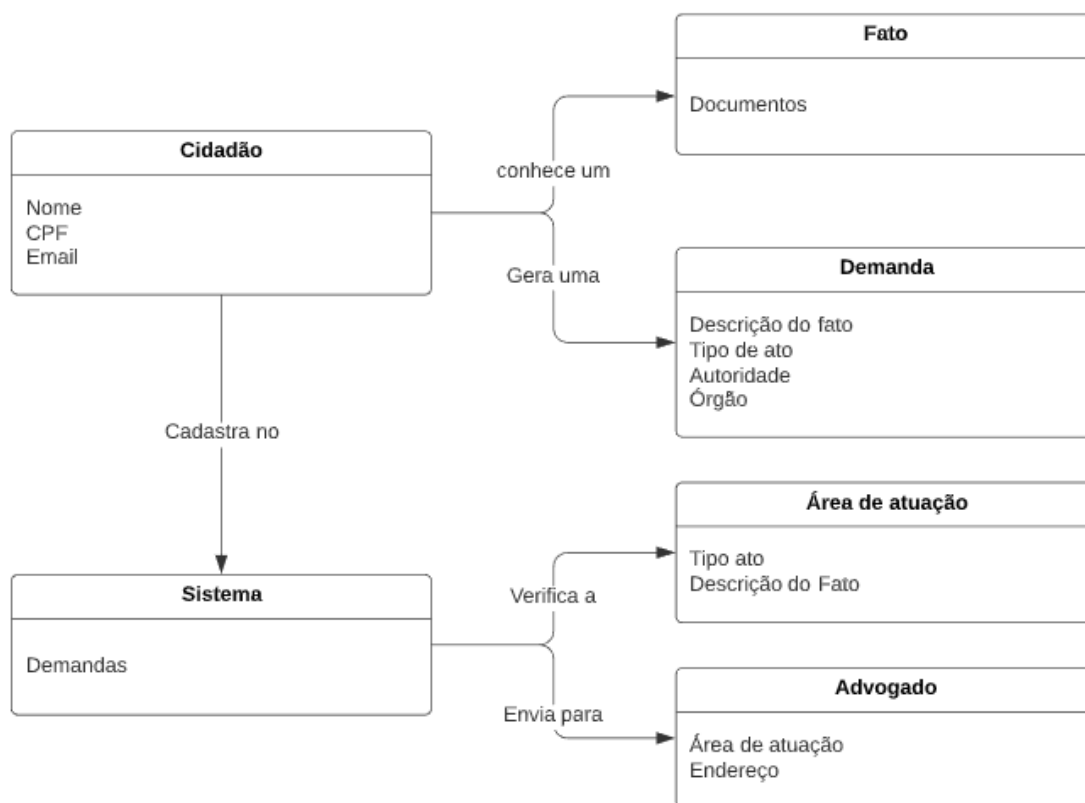 Fato
Documentos
Cidadão
Nome
CPF
Email
conhece um
Gera uma
Demanda
Descrição do fato
Tipo de ato
Autoridade
Órgão
Cadastra no
Área de atuação
Tipo ato
Descrição do Fato
Sistema
Demandas
Verifica a
Envia para
Advogado
Área de atuação
Endereço